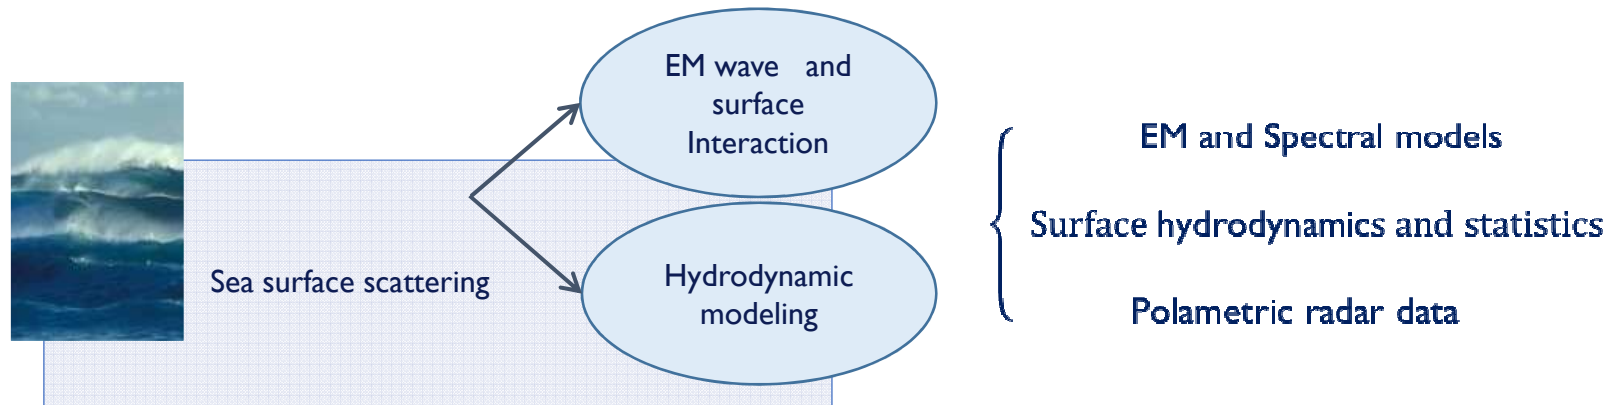 EM wave and
surface
Interaction
Sea surface scattering
Hydrodynamic
modeling
EM and Spectral models
Surface hydrodynamics and statistics
Polametric radar data